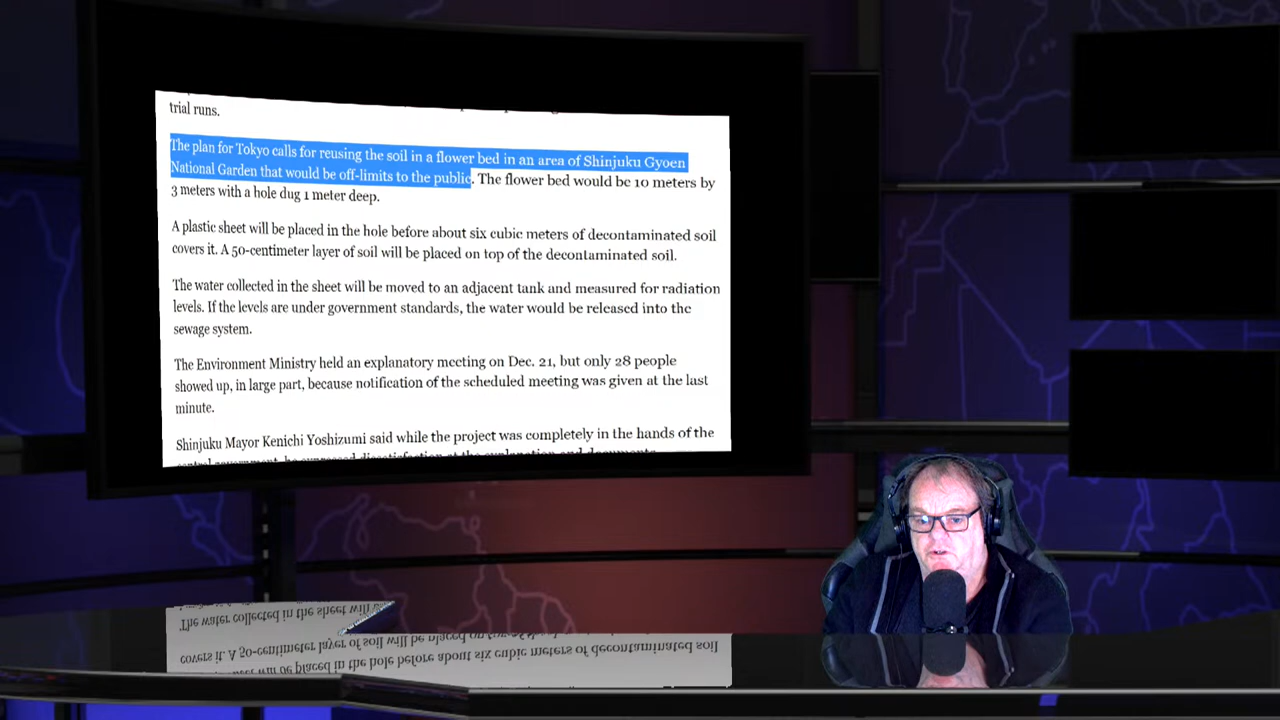 trial runs.
The plan for Tokyo calls for reusing the soil in a flower bed in an area of Shinjuku Gyoen
National Garden that would be off-limits to the public. The flower bed would be 10 meters by
3 meters with a hole dug 1 meter deep.
A plastic sheet will be placed in the hole before about six cubic meters of decontaminated soil
covers it. A 50-centimeter layer of soil will be placed on top of the decontaminated soil.
The water collected in the sheet will be moved to an adjacent tank and measured for radiation
levels. If the levels are under government standards, the water would be released into the
sewage system.
The Environment Ministry held an explanatory meeting on Dec. 21, but only 28 people
showed up, in large part, because notification of the scheduled meeting was given at the last
minute.
Shinjuku Mayor Kenichi Yoshizumi said while the project was completely in the hands of the